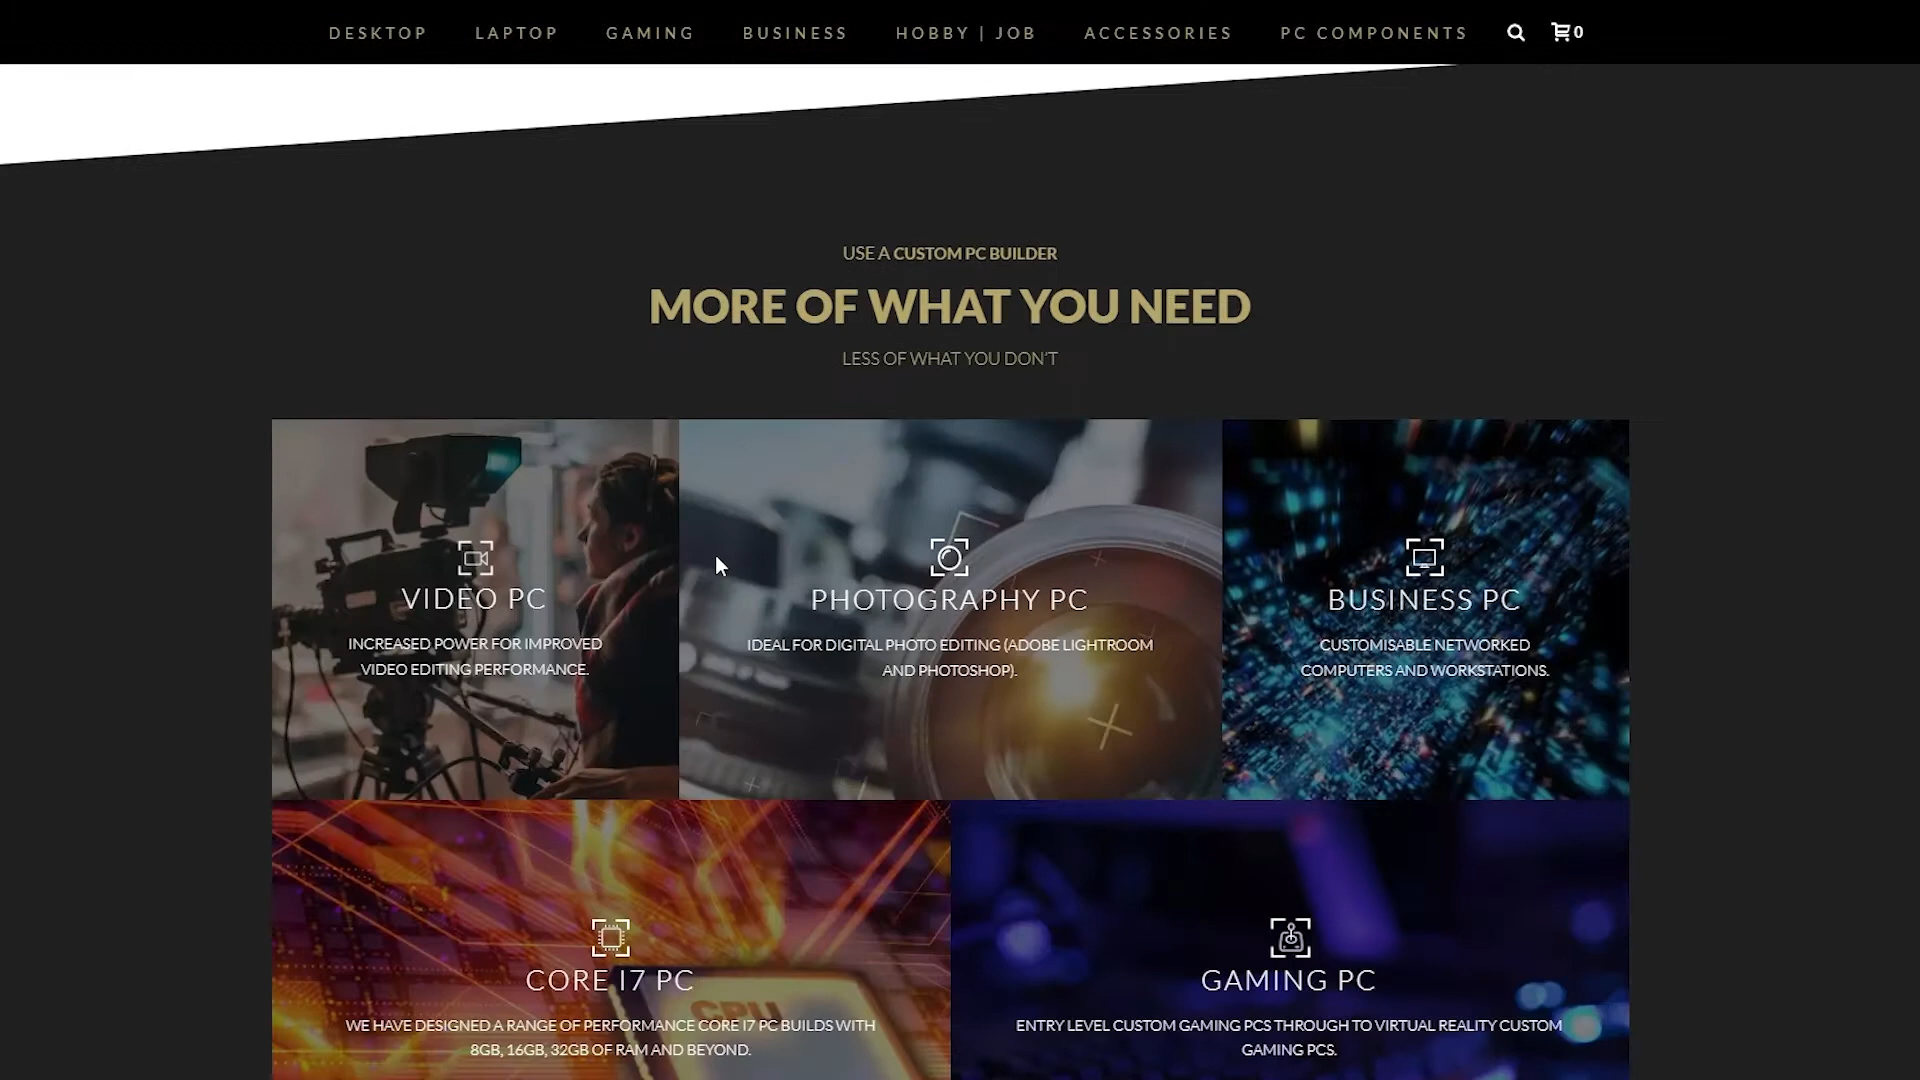 DESKTOP LAPTOP GAMING BUSINESS HOBBY | JOB ACCESSORIES PC COMPONENTS 0
USE A CUSTOM PC BUILDER
MORE OF WHAT YOU NEED
LESS OF WHAT YOU DON'T
VIDEO PC
INCREASED POWER FOR IMPROVED
VIDEO EDITING PERFORMANCE.
PHOTOGRAPHY PC
IDEAL FOR DIGITAL PHOTO EDITING (ADOBE LIGHTROOM
AND PHOTOSHOP).
BUSINESS PC
CUSTOMISABLE NETWORKED
COMPUTERS AND WORKSTATIONS.
CORE I7 PC
CPU
WE HAVE DESIGNED A RANGE OF PERFORMANCE CORE I7 PC BUILDS WITH
8GB, 16GB, 32GB OF RAM AND BEYOND.
GAMING PC
ENTRY LEVEL CUSTOM GAMING PCS THROUGH TO VIRTUAL REALITY CUSTOM
GAMING PCS.